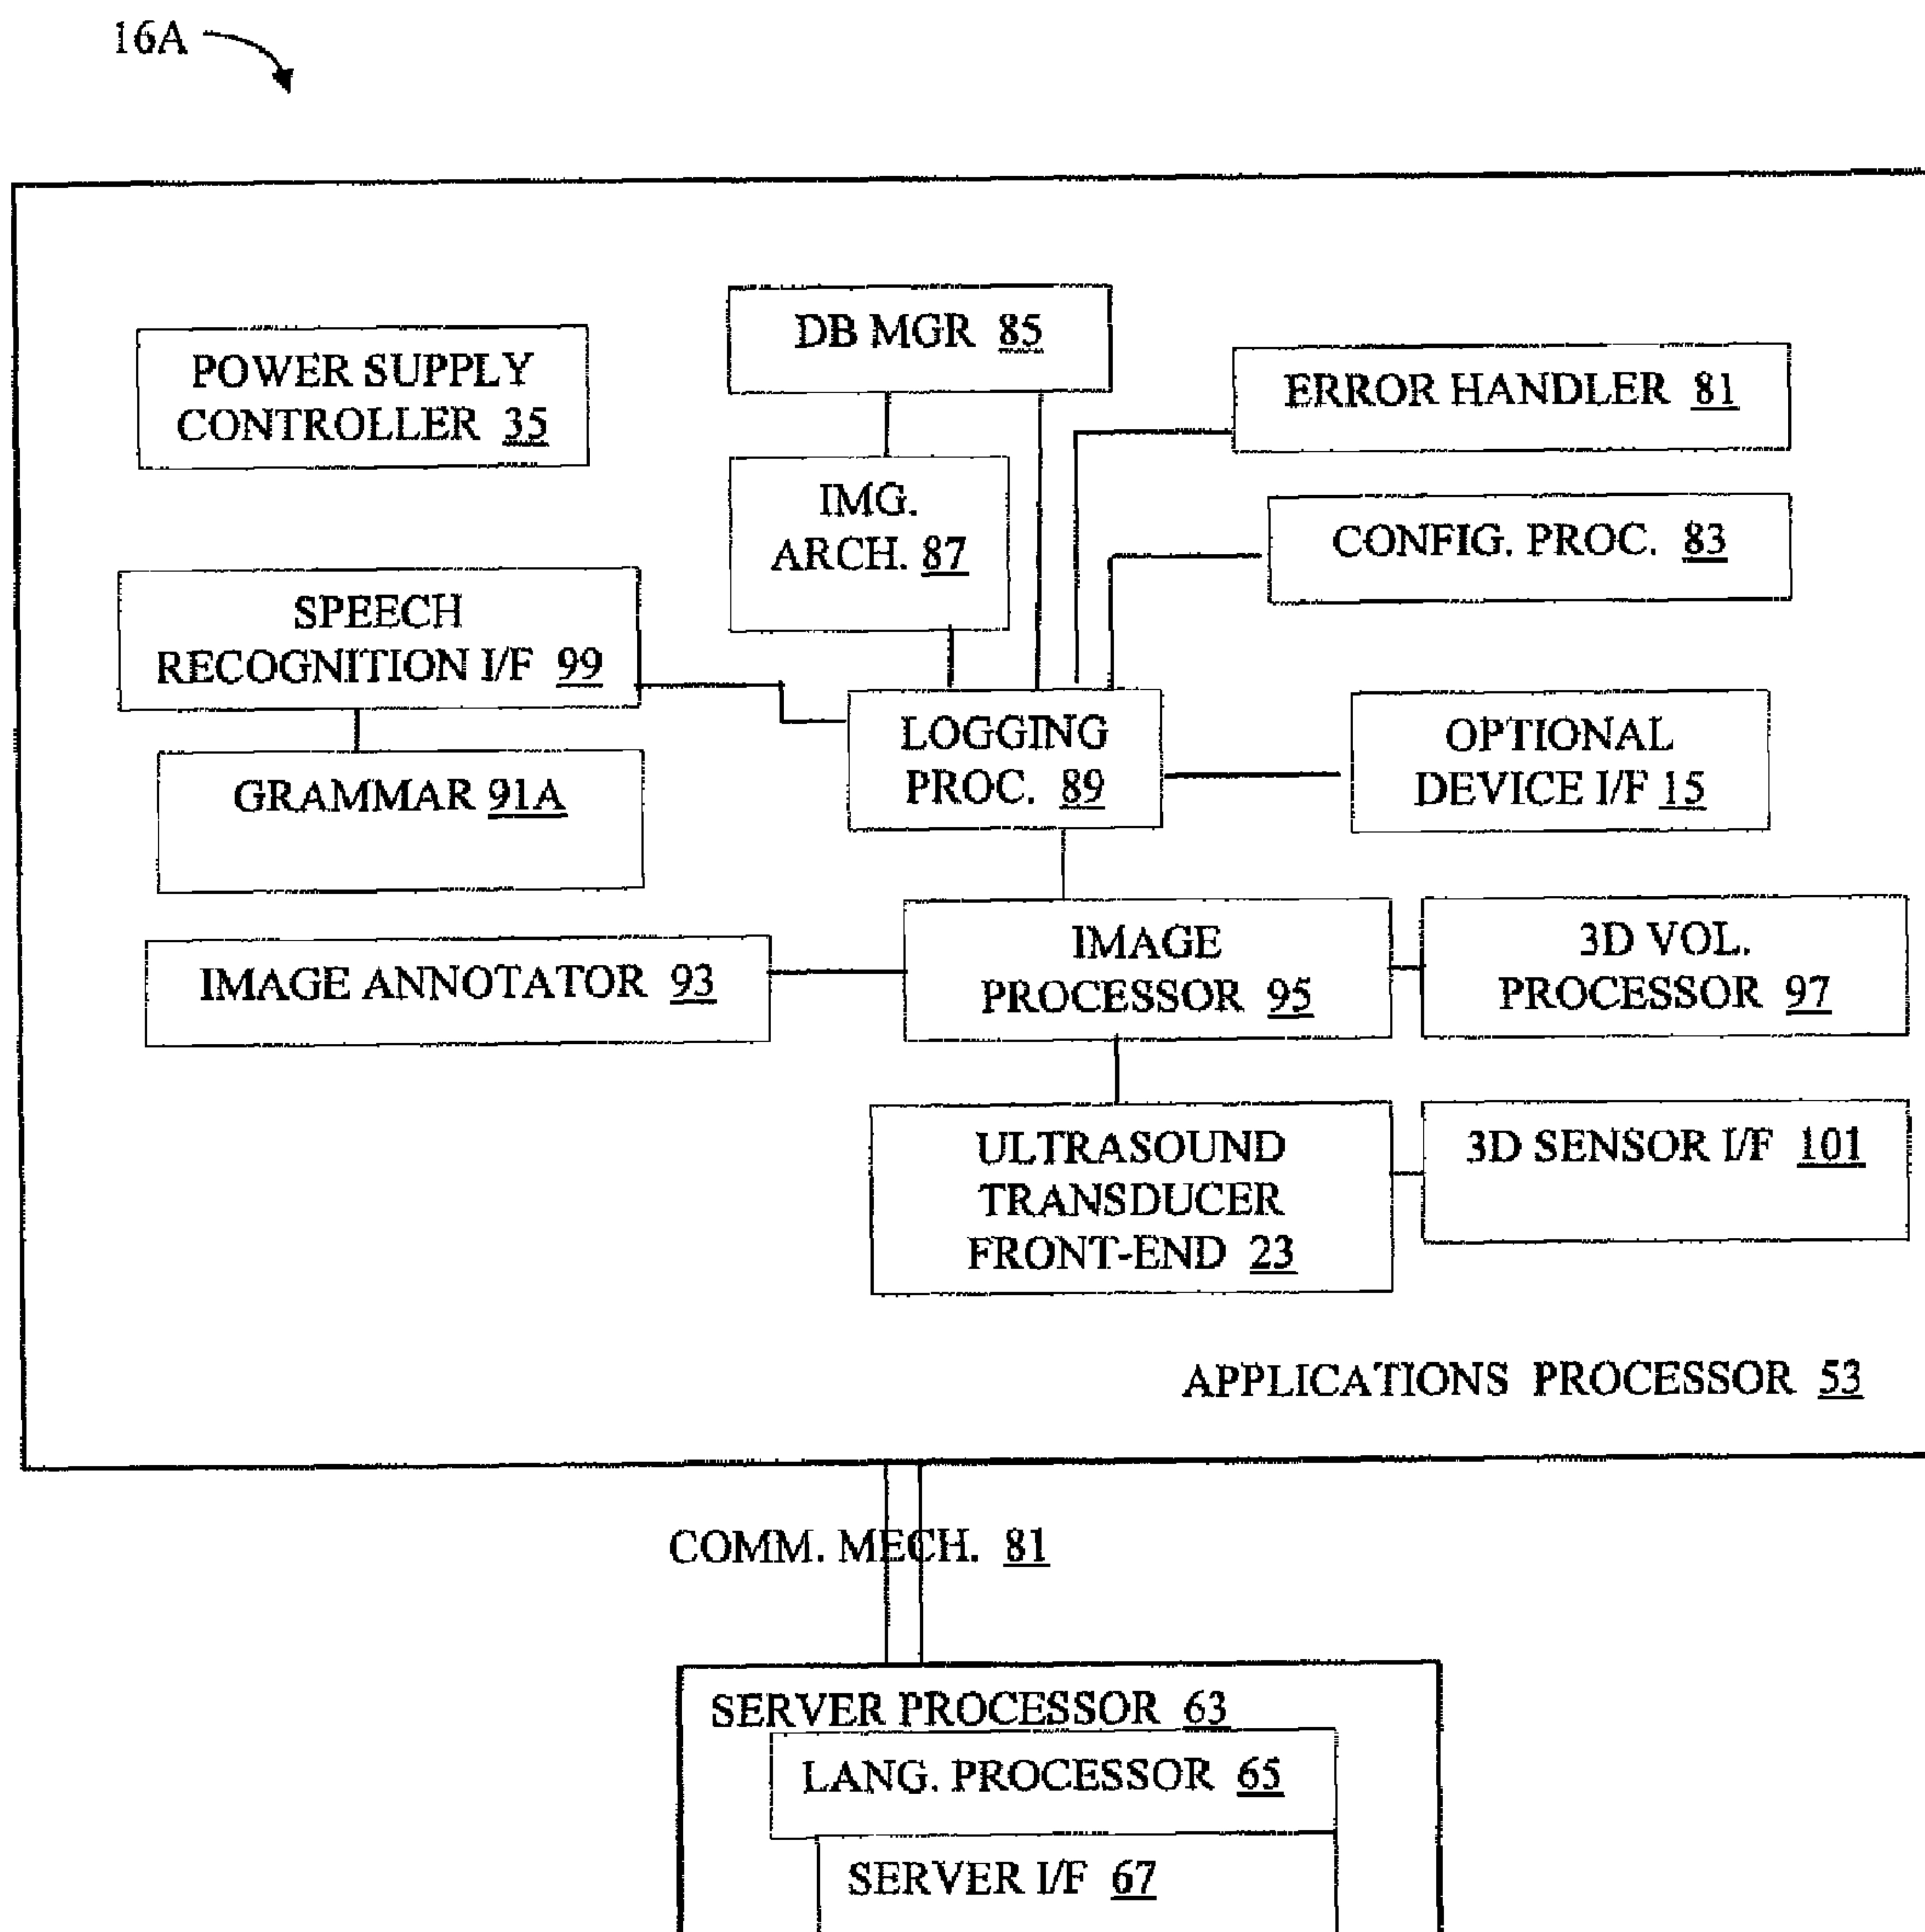 16A
POWER SUPPLY
CONTROLLER 35
DB MGR 85
ERROR HANDLER 81
IMG.
ARCH. 87
CONFIG. PROC. 83
SPEECH
RECOGNITION I/F 99
GRAMMAR 91A
LOGGING
PROC. 89
OPTIONAL
DEVICE I/F 15
IMAGE ANNOTATOR 93
IMAGE
PROCESSOR 95
3D VOL.
PROCESSOR 97
ULTRASOUND
TRANSDUCER
FRONT-END 23
3D SENSOR I/F 101
APPLICATIONS PROCESSOR 53
COMM. MECH. 81
SERVER PROCESSOR 63
LANG. PROCESSOR 65
SERVER I/F 67